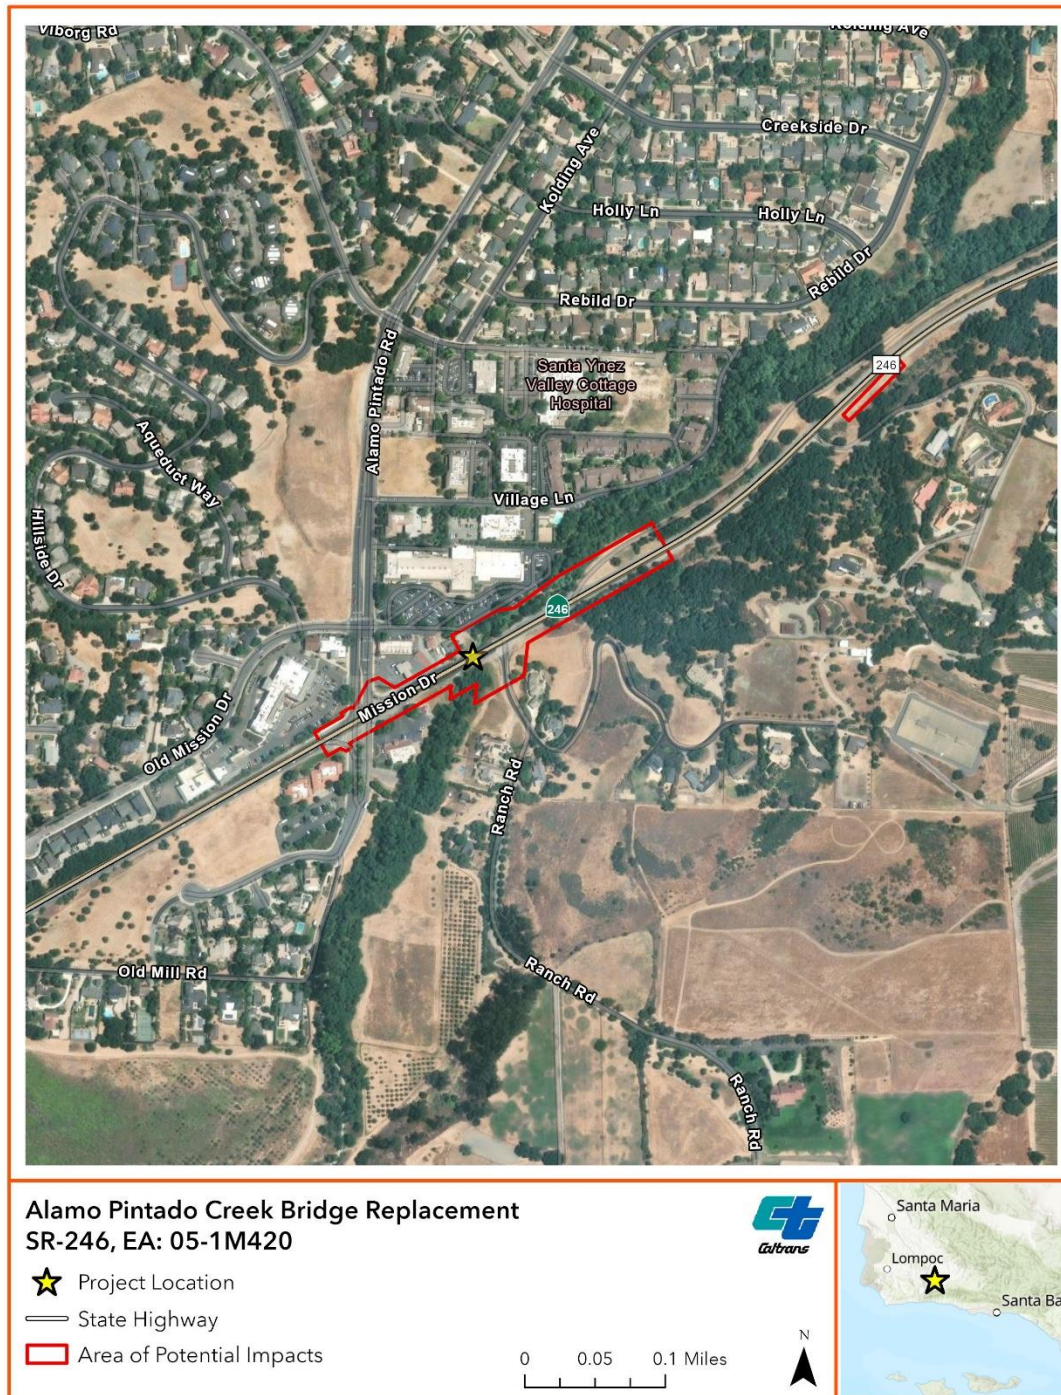 Viborg Rd
Kolding Ave
Creekside Dr
Kolding Ave
Holly Ln
Holly Ln
Rebild Dr
Rebild Dr
Alamo Pintado Rd
Santa Ynez
Valley Cottage
Hospital
246
Aqueduct Way
Hillside Dr
Village Ln
246
Mission Dr
Old Mission Dr
Ranch Rd
Old Mill Rd
Ranch Rd
Ranch Rd
Alamo Pintado Creek Bridge Replacement
SR-246, EA: 05-1M420
Project Location
State Highway
Area of Potential Impacts
0 0.05 0.1 Miles
Caltrans
N
Santa Maria
Lompoc
Santa Ba